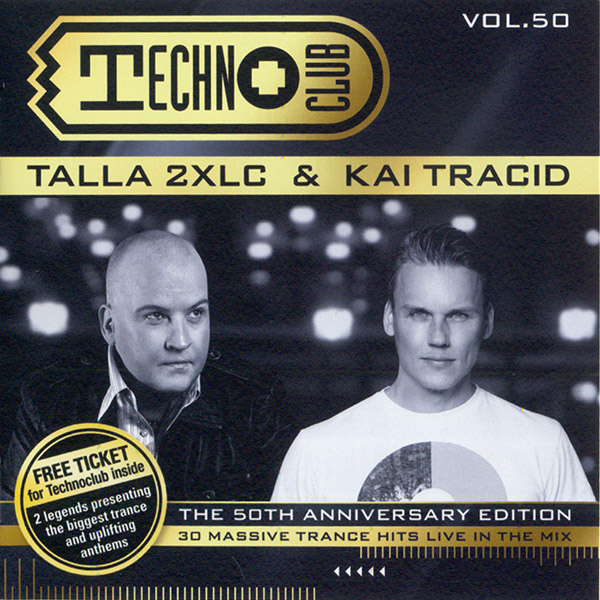 VOL.50
TECHNO
CLUB
TALLA 2XLC & KAI TRACID
FREE TICKET
for Technoclub inside
2 legends presenting
the biggest trance
and uplifting
anthems
THE 50TH ANNIVERSARY EDITION
30 MASSIVE TRANCE HITS LIVE IN THE MIX